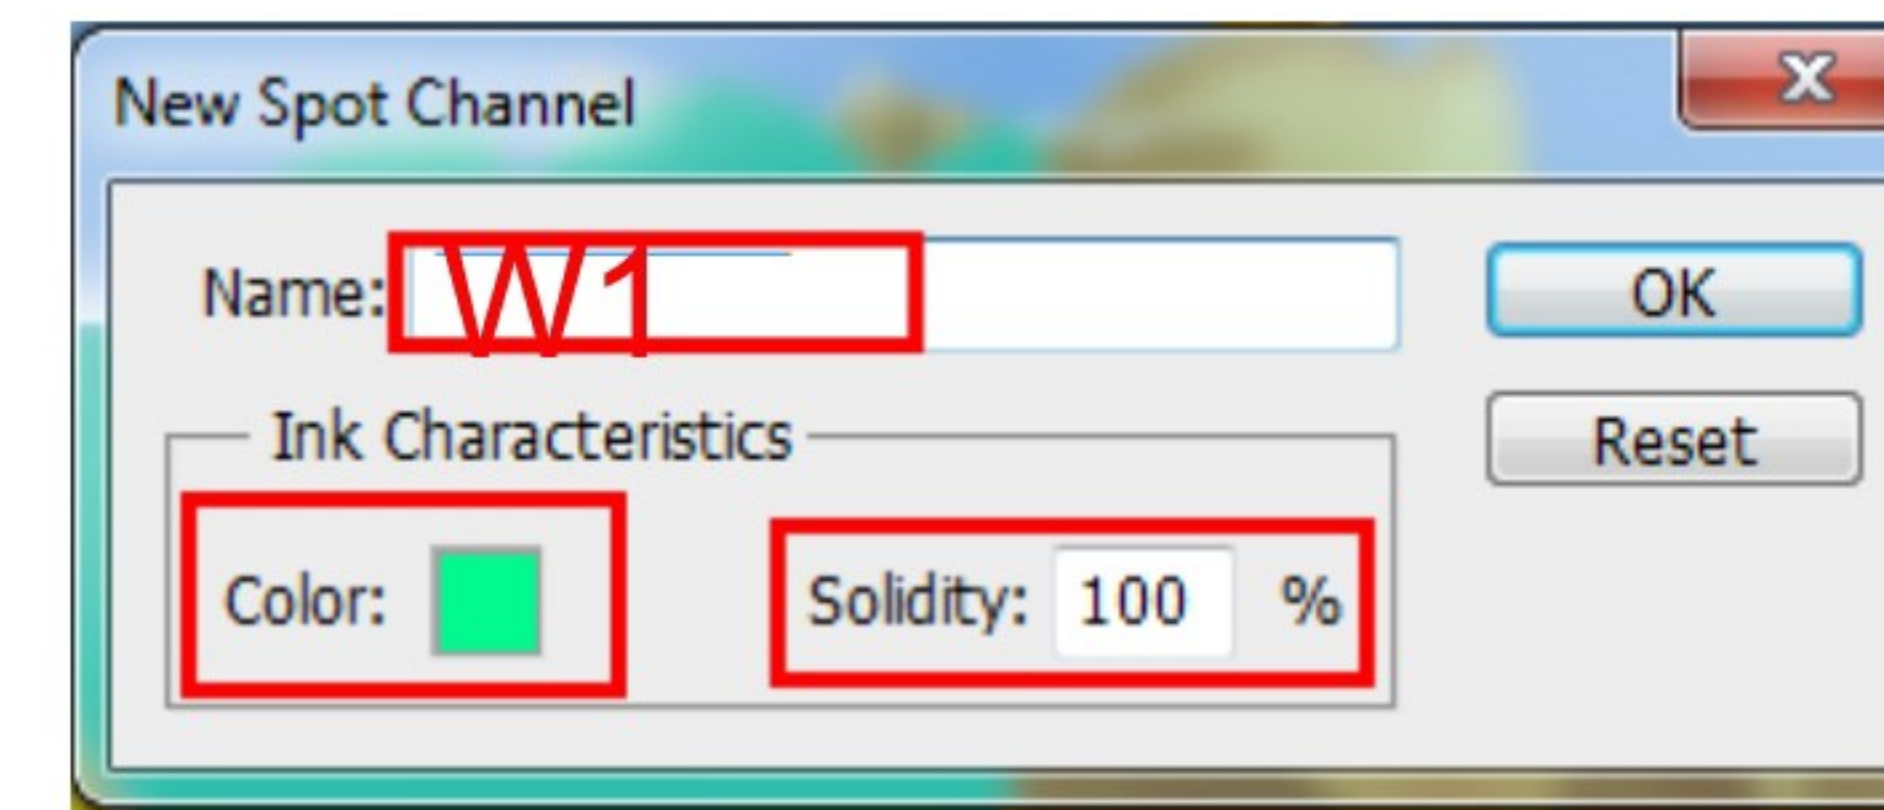 New Spot Channel
Name: W1
OK
Ink Characteristics
Reset
Color:
Solidity: 100 %